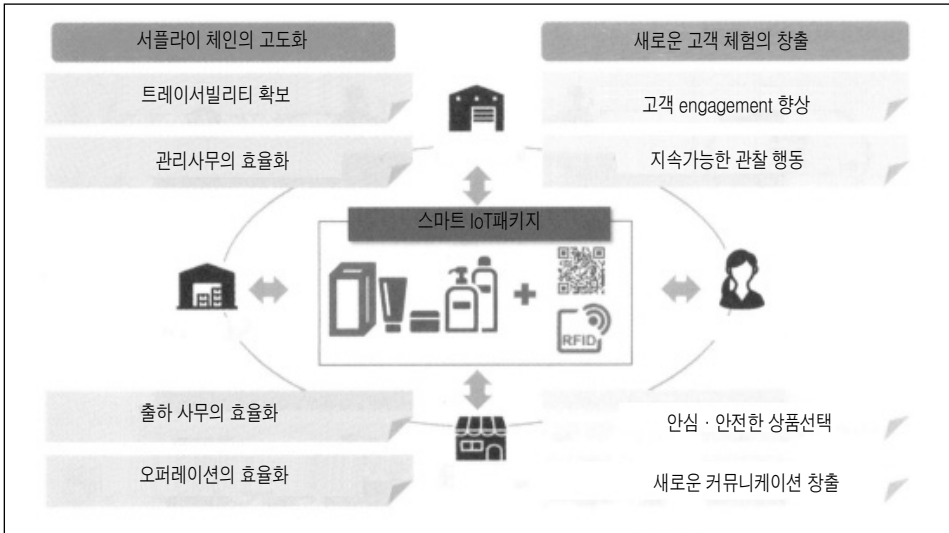 서플라이 체인의 고도화
새로운 고객 체험의 창출
트레이서빌리티 확보
고객 engagement 향상
관리사무의 효율화
지속가능한 관찰 행동
스마트 IoT패키지
RFID
출하 사무의 효율화
안심 · 안전한 상품선택
오퍼레이션의 효율화
새로운 커뮤니케이션 창출